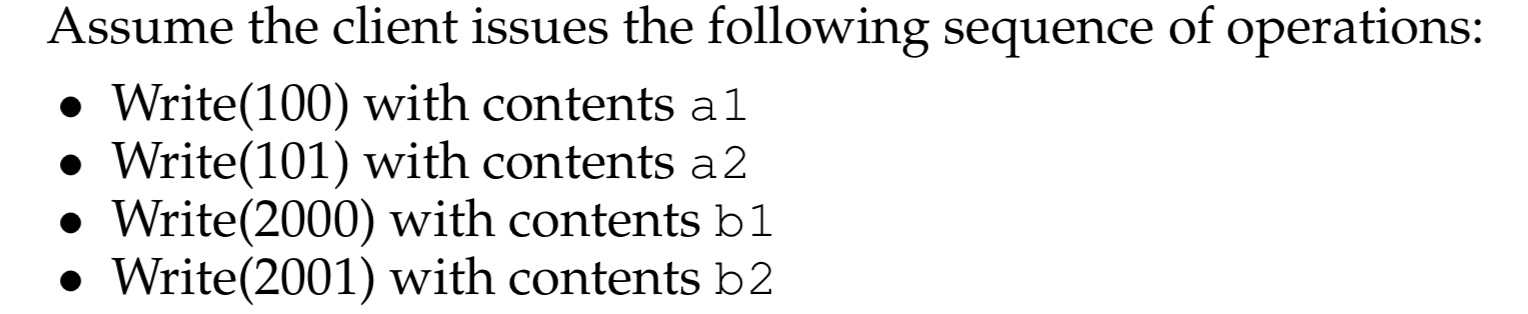 Assume the client issues the following sequence of operations:
• Write(100) with contents a1
• Write(101) with contents a2
• Write(2000) with contents b1
• Write(2001) with contents b2